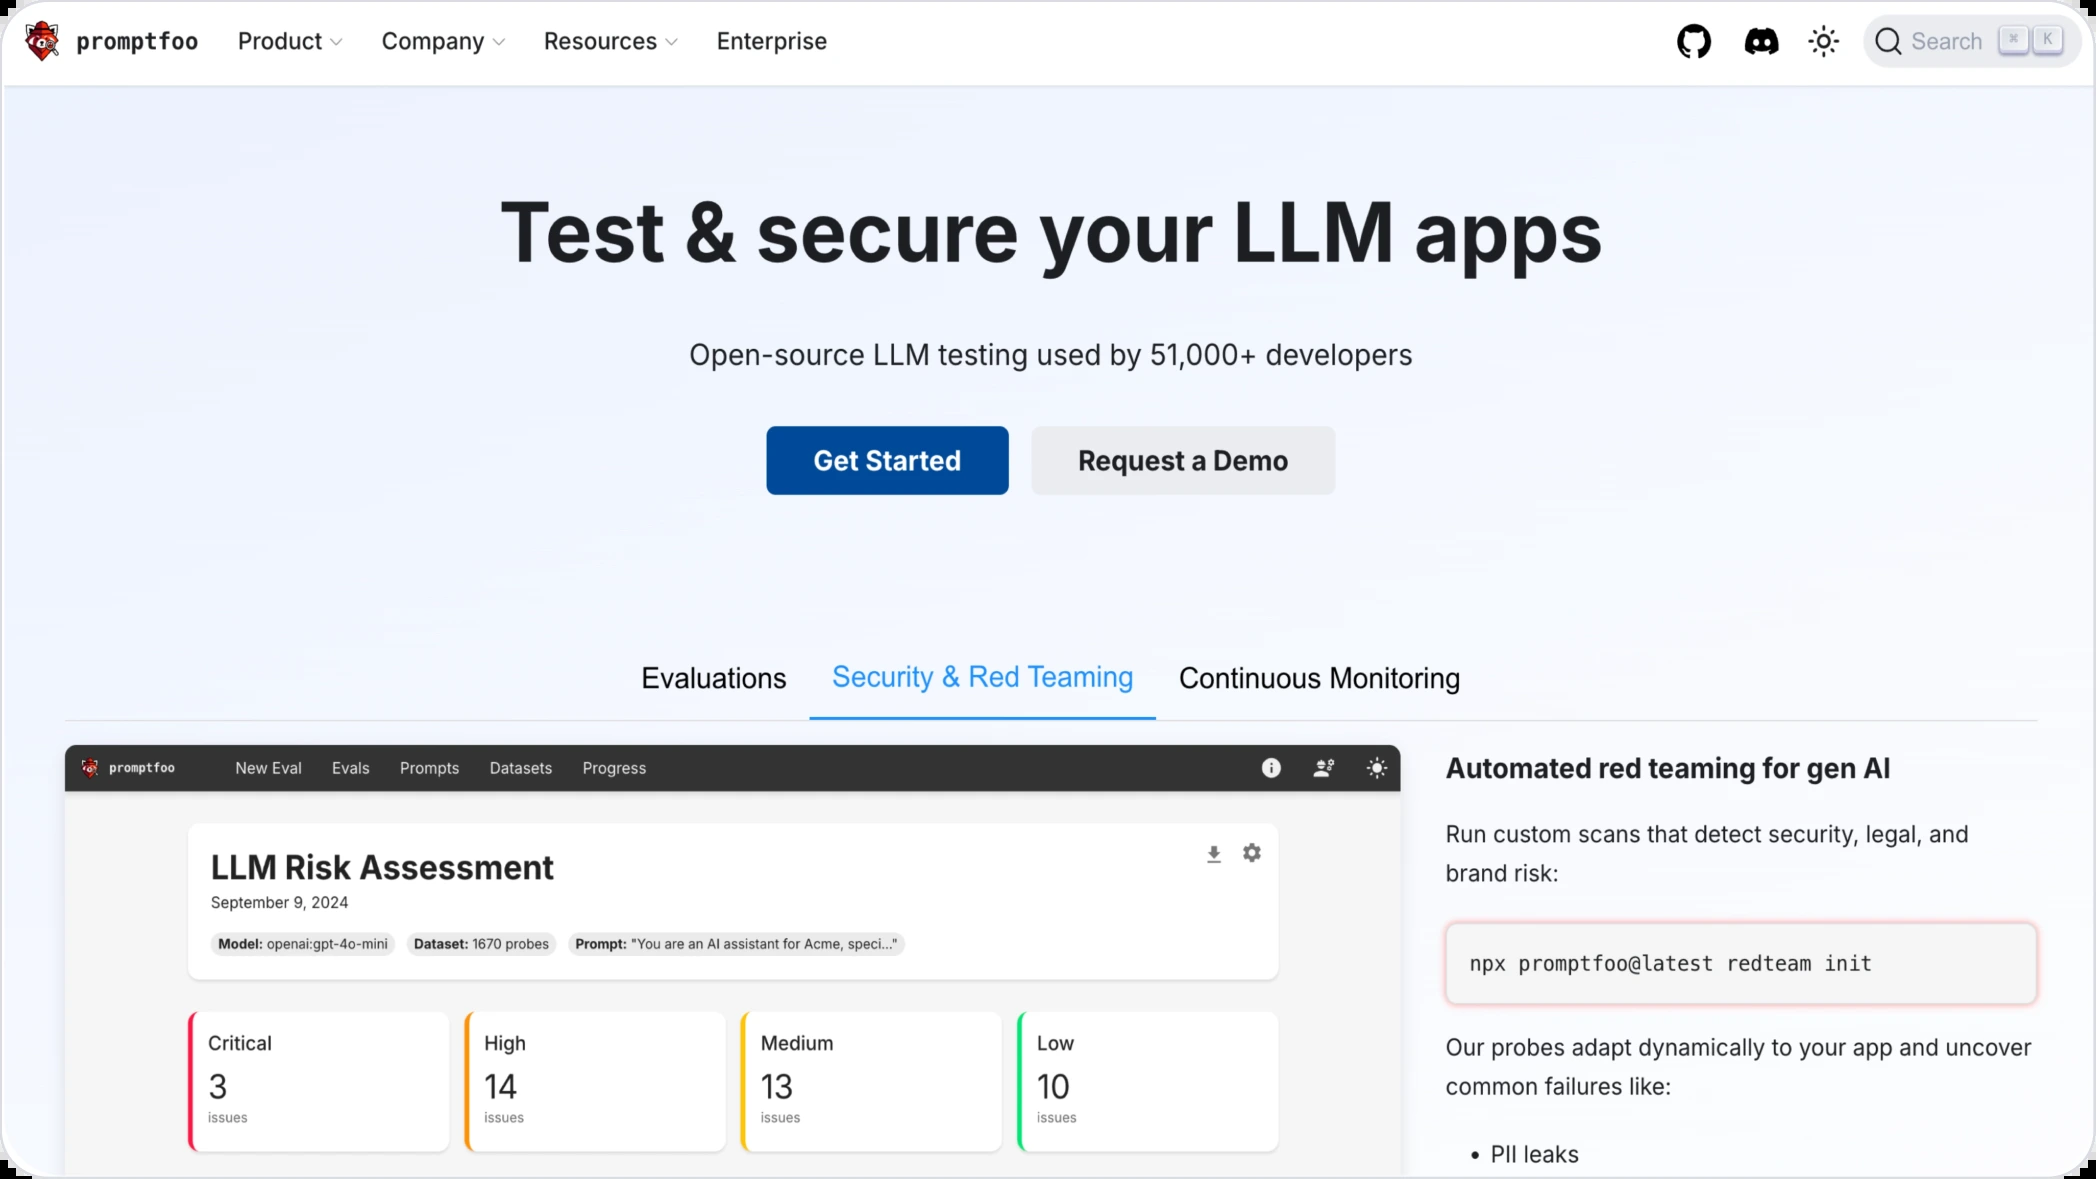 promptfoo Product Company Resources Enterprise Search ⌘ K
Test & secure your LLM apps
Open-source LLM testing used by 51,000+ developers
Get Started Request a Demo
Evaluations Security & Red Teaming Continuous Monitoring
promptfoo New Eval Evals Prompts Datasets Progress
LLM Risk Assessment
September 9, 2024
Model: openai:gpt-4o-mini Dataset: 1670 probes Prompt: "You are an AI assistant for Acme, speci..."
Critical
3
issues
High
14
issues
Medium
13
issues
Low
10
issues
Automated red teaming for gen AI
Run custom scans that detect security, legal, and
brand risk:
npx promptfoo@latest redteam init
Our probes adapt dynamically to your app and uncover
common failures like:
• PII leaks